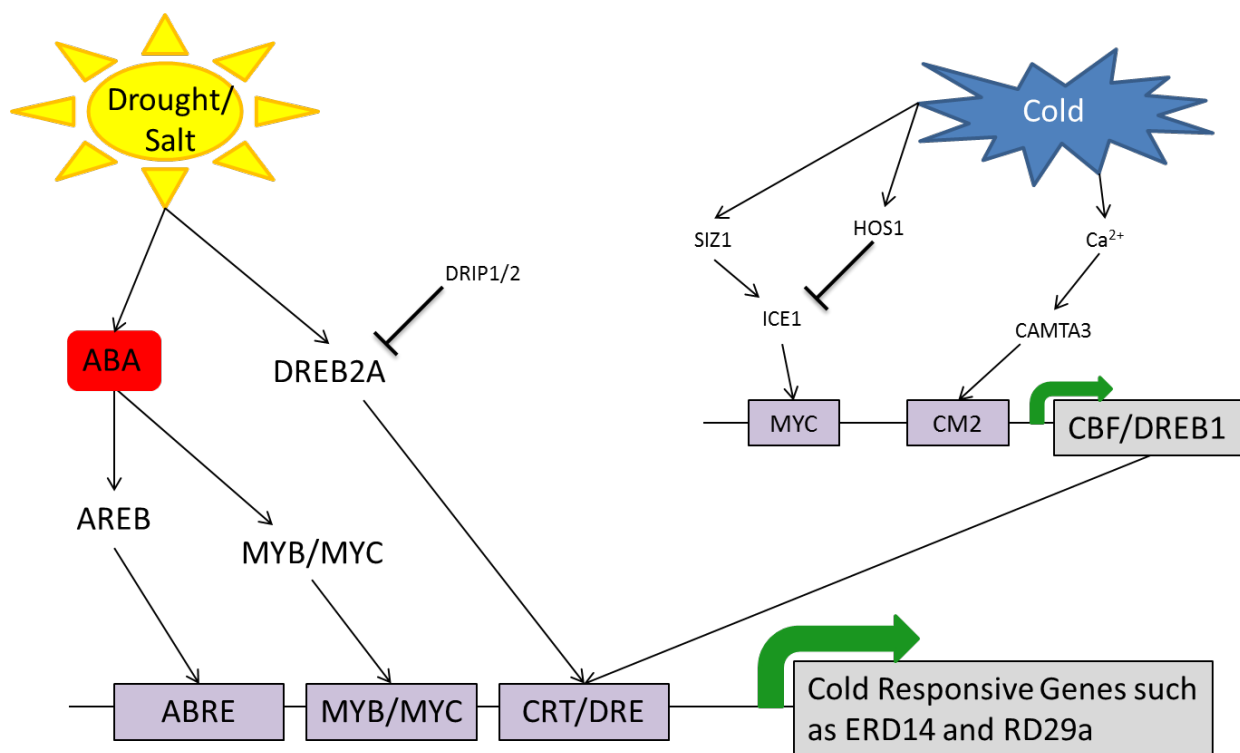 Drought/
Salt
Cold
SIZ1
HOS1
Ca²⁺
DRIP1/2
ICE1
CAMTA3
ABA
DREB2A
MYC
CM2
CBF/DREB1
AREB
MYB/MYC
ABRE
MYB/MYC
CRT/DRE
Cold Responsive Genes such
as ERD14 and RD29a